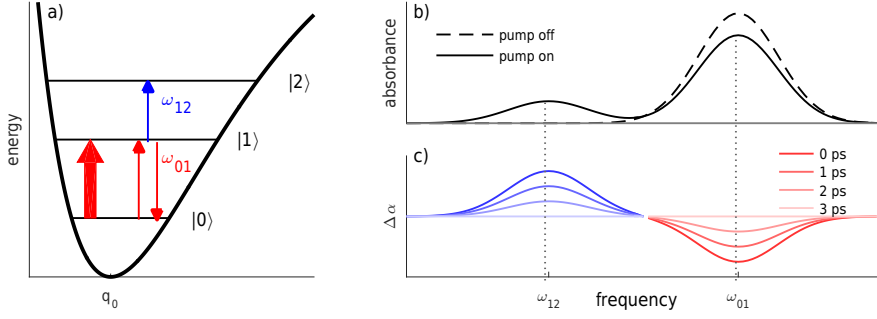 a)
energy
|2⟩
ω12
|1⟩
ω01
|0⟩
q0
b)
absorbance
pump off
pump on
c)
Δ α
0 ps
1 ps
2 ps
3 ps
ω12
frequency
ω01